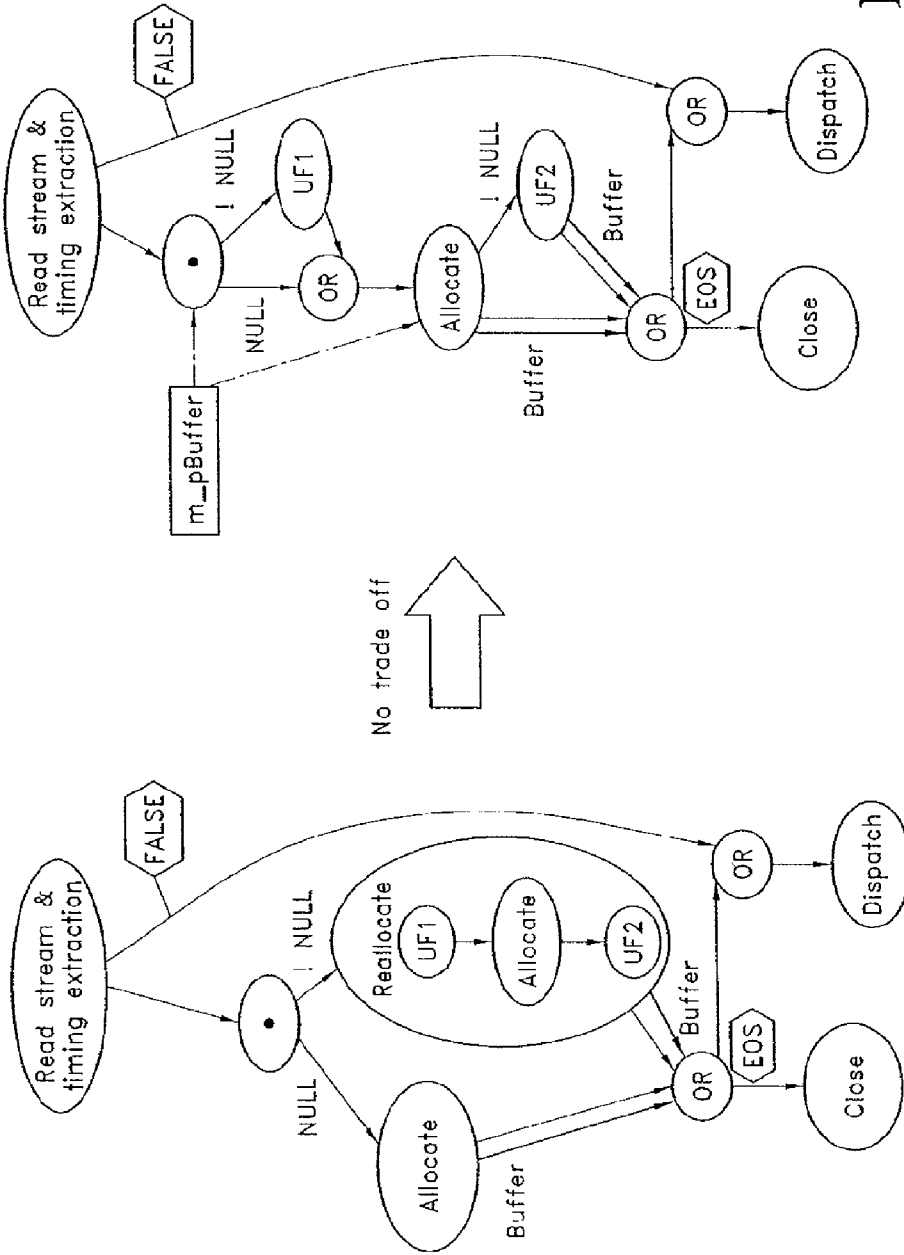 Read stream &
timing extraction
FALSE
NULL
! NULL
Allocate
Reallocate
UF1
Allocate
UF2
Buffer
Buffer
OR
EOS
OR
Close
Dispatch
No trade off
Read stream &
timing extraction
FALSE
m_pBuffer
NULL
! NULL
UF1
OR
Allocate
! NULL
UF2
Buffer
Buffer
OR
EOS
OR
Close
Dispatch